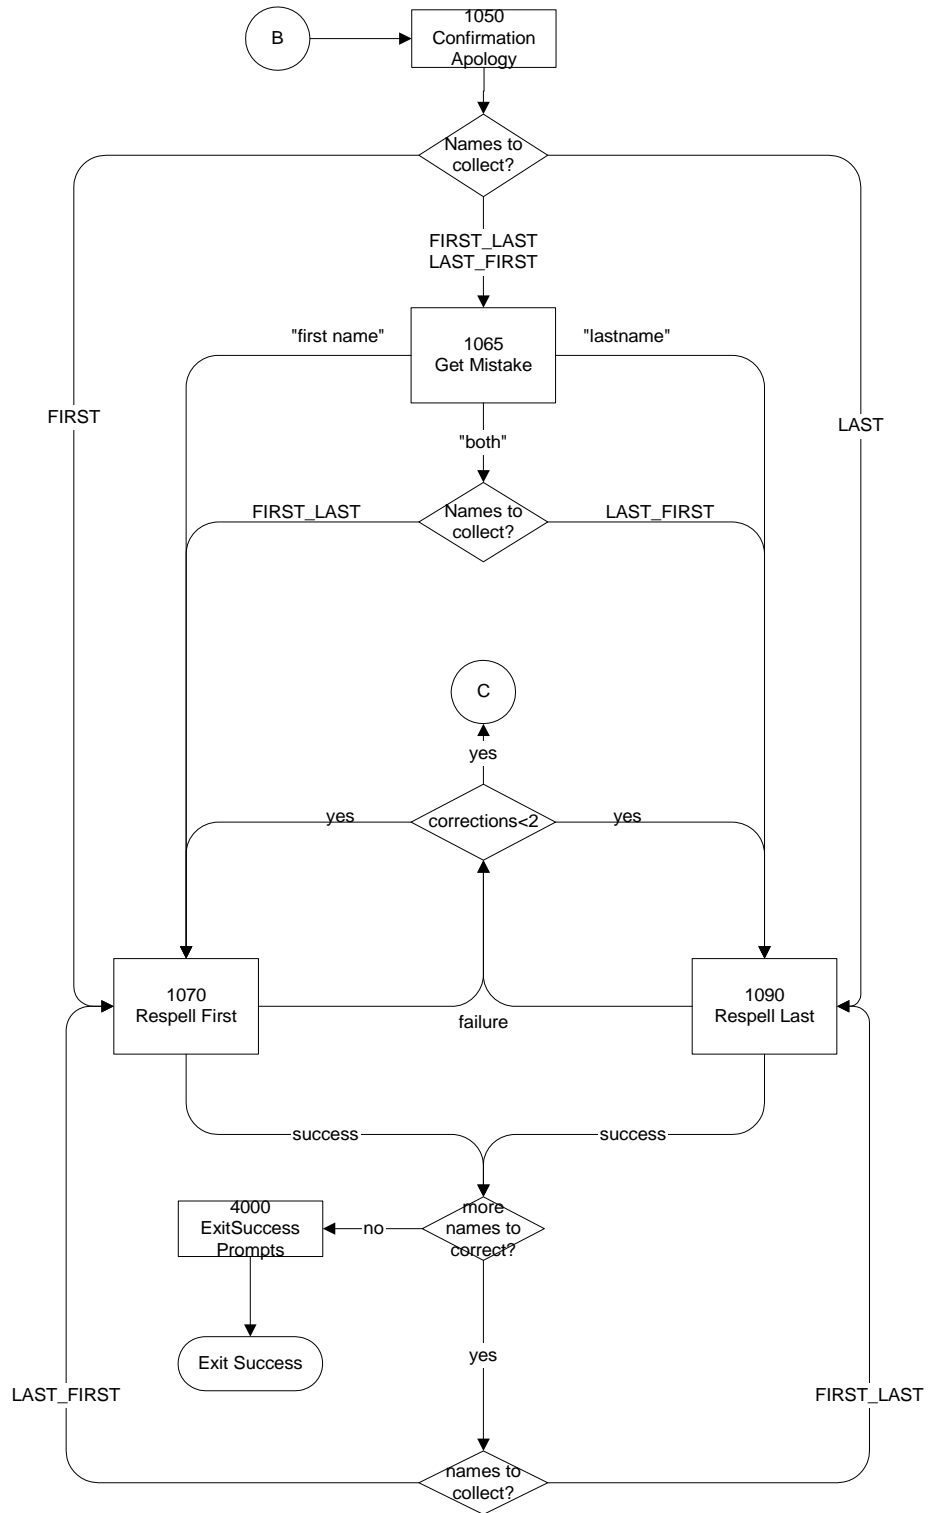 B
1050
Confirmation
Apology
Names to
collect?
FIRST_LAST
LAST_FIRST
"first name"
1065
Get Mistake
"lastname"
FIRST
LAST
"both"
FIRST_LAST
Names to
collect?
LAST_FIRST
C
yes
yes
corrections<2
yes
1070
Respell First
failure
1090
Respell Last
success
success
4000
ExitSuccess
Prompts
no
more
names to
correct?
Exit Success
yes
LAST_FIRST
FIRST_LAST
names to
collect?